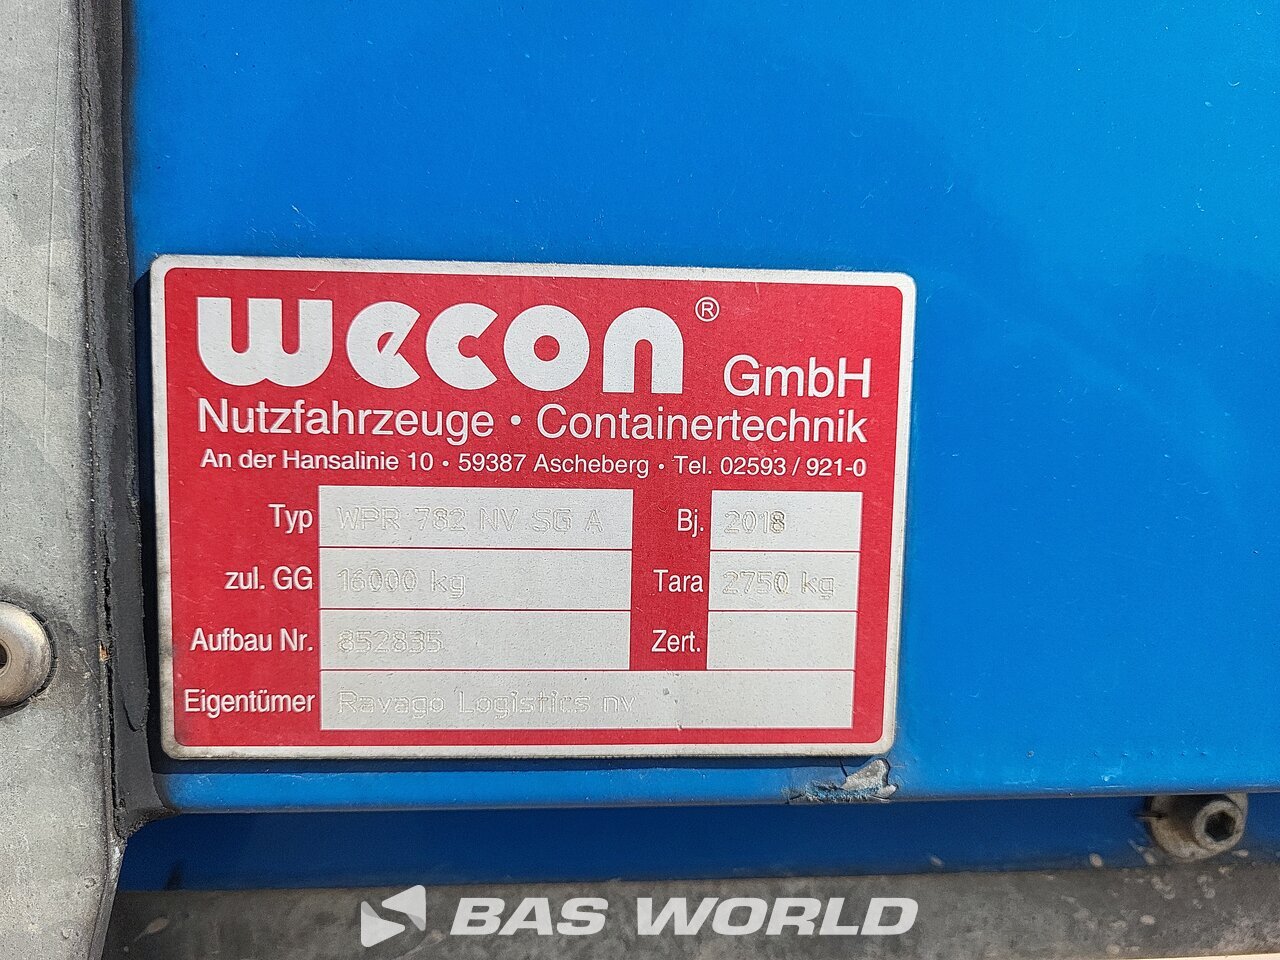 wecon® GmbH
Nutzfahrzeuge • Containertechnik
An der Hansalinie 10 • 59387 Ascheberg • Tel. 02593 / 921-0
Typ WPR 782 NV SG A Bj. 2018
zul. GG 16000 kg Tara 2750 kg
Aufbau Nr. 852835 Zert.
Eigentümer Ravago Logistics nv
BAS WORLD